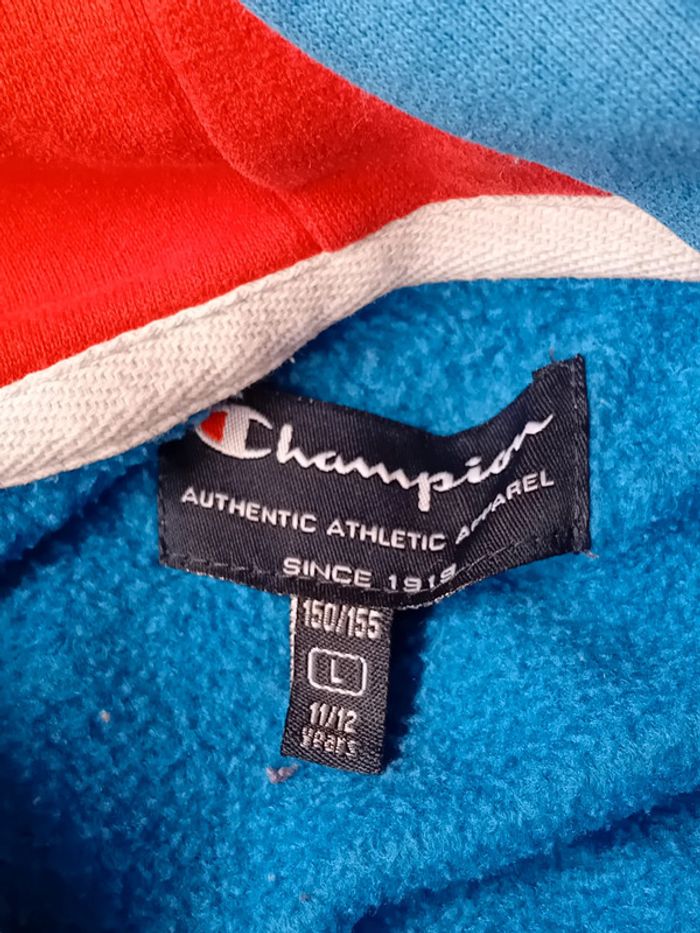 Champion
AUTHENTIC ATHLETIC APPAREL
SINCE 1919
150/155
L
11/12
years